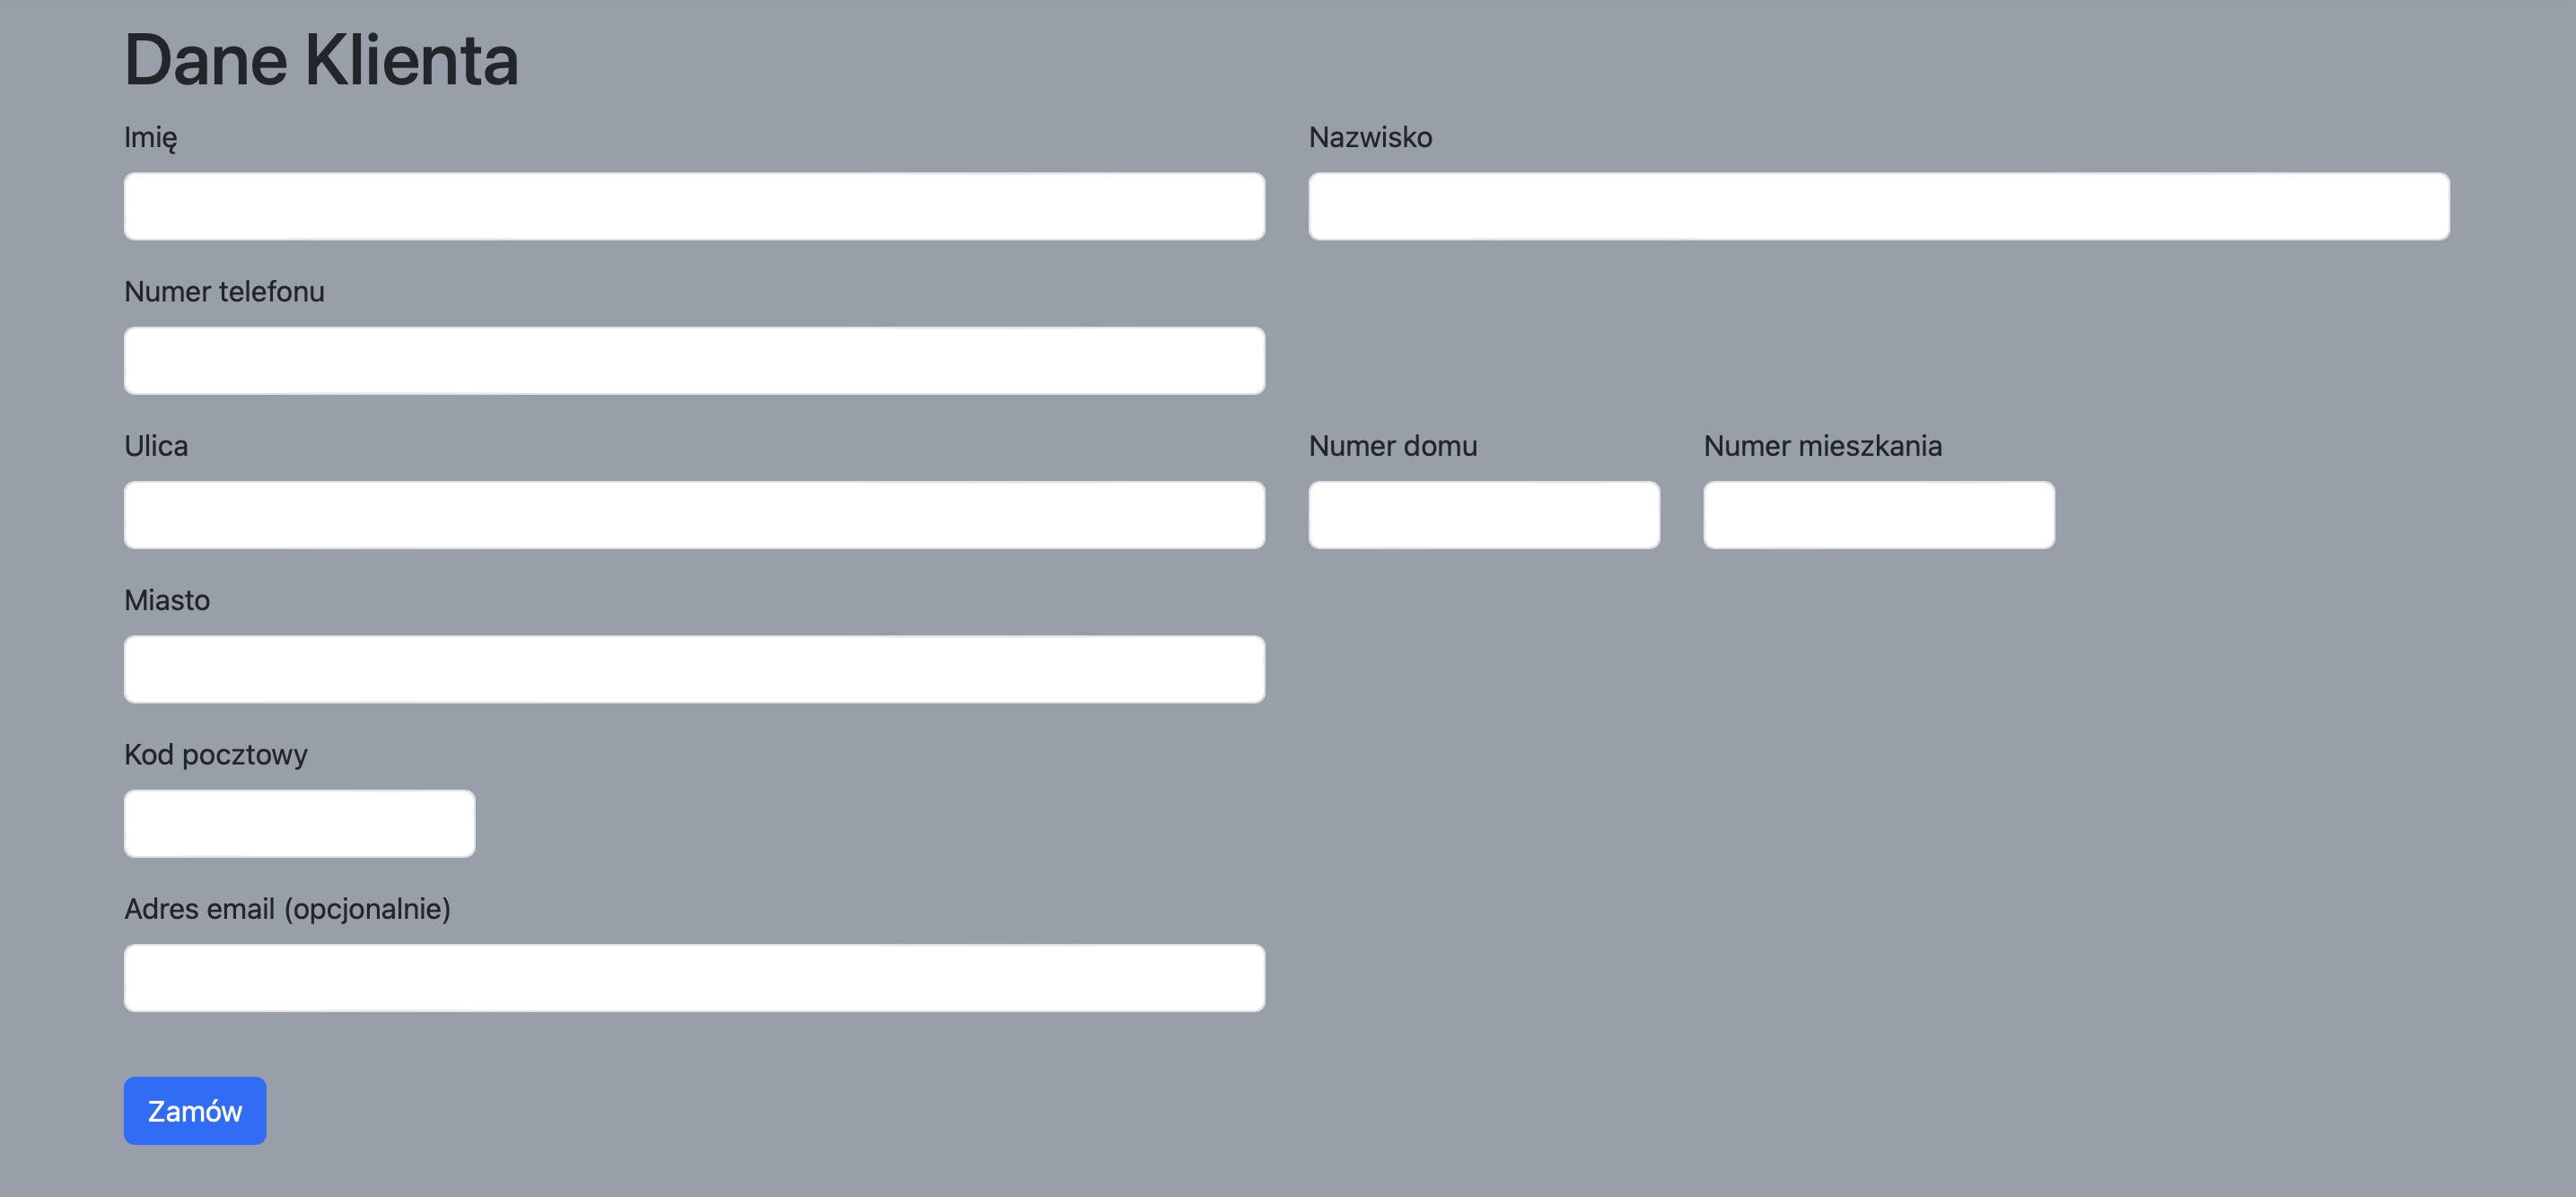 Dane Klienta
Imię
Nazwisko
Numer telefonu
Ulica
Numer domu
Numer mieszkania
Miasto
Kod pocztowy
Adres email (opcjonalnie)
Zamów